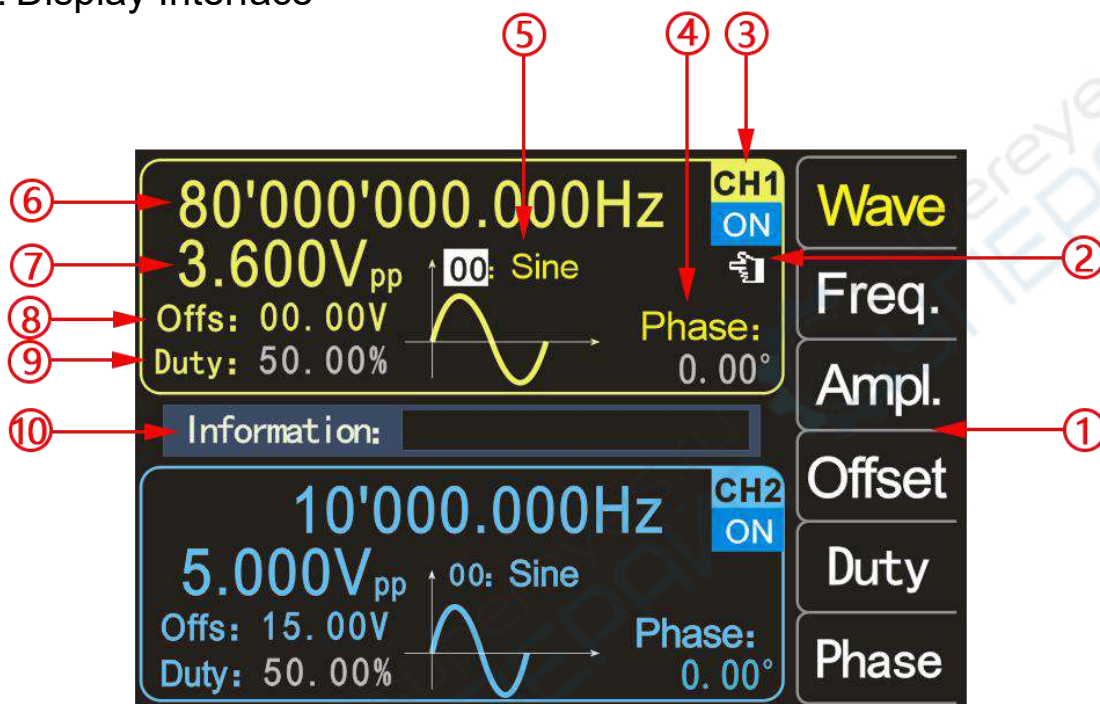 . Display Interface
⑤ ④ ③
⑥ 80'000'000.000Hz CH1 Wave
ON
⑦ 3.600Vpp 00: Sine ②
Freq.
⑧ Offs: 00.00V Phase:
⑨ Duty: 50.00% 0.00° Ampl.
⑩ Information: ①
Offset
10'000.000Hz CH2
ON
5.000Vpp 00: Sine Duty
Offs: 15.00V Phase:
Duty: 50.00% 0.00° Phase